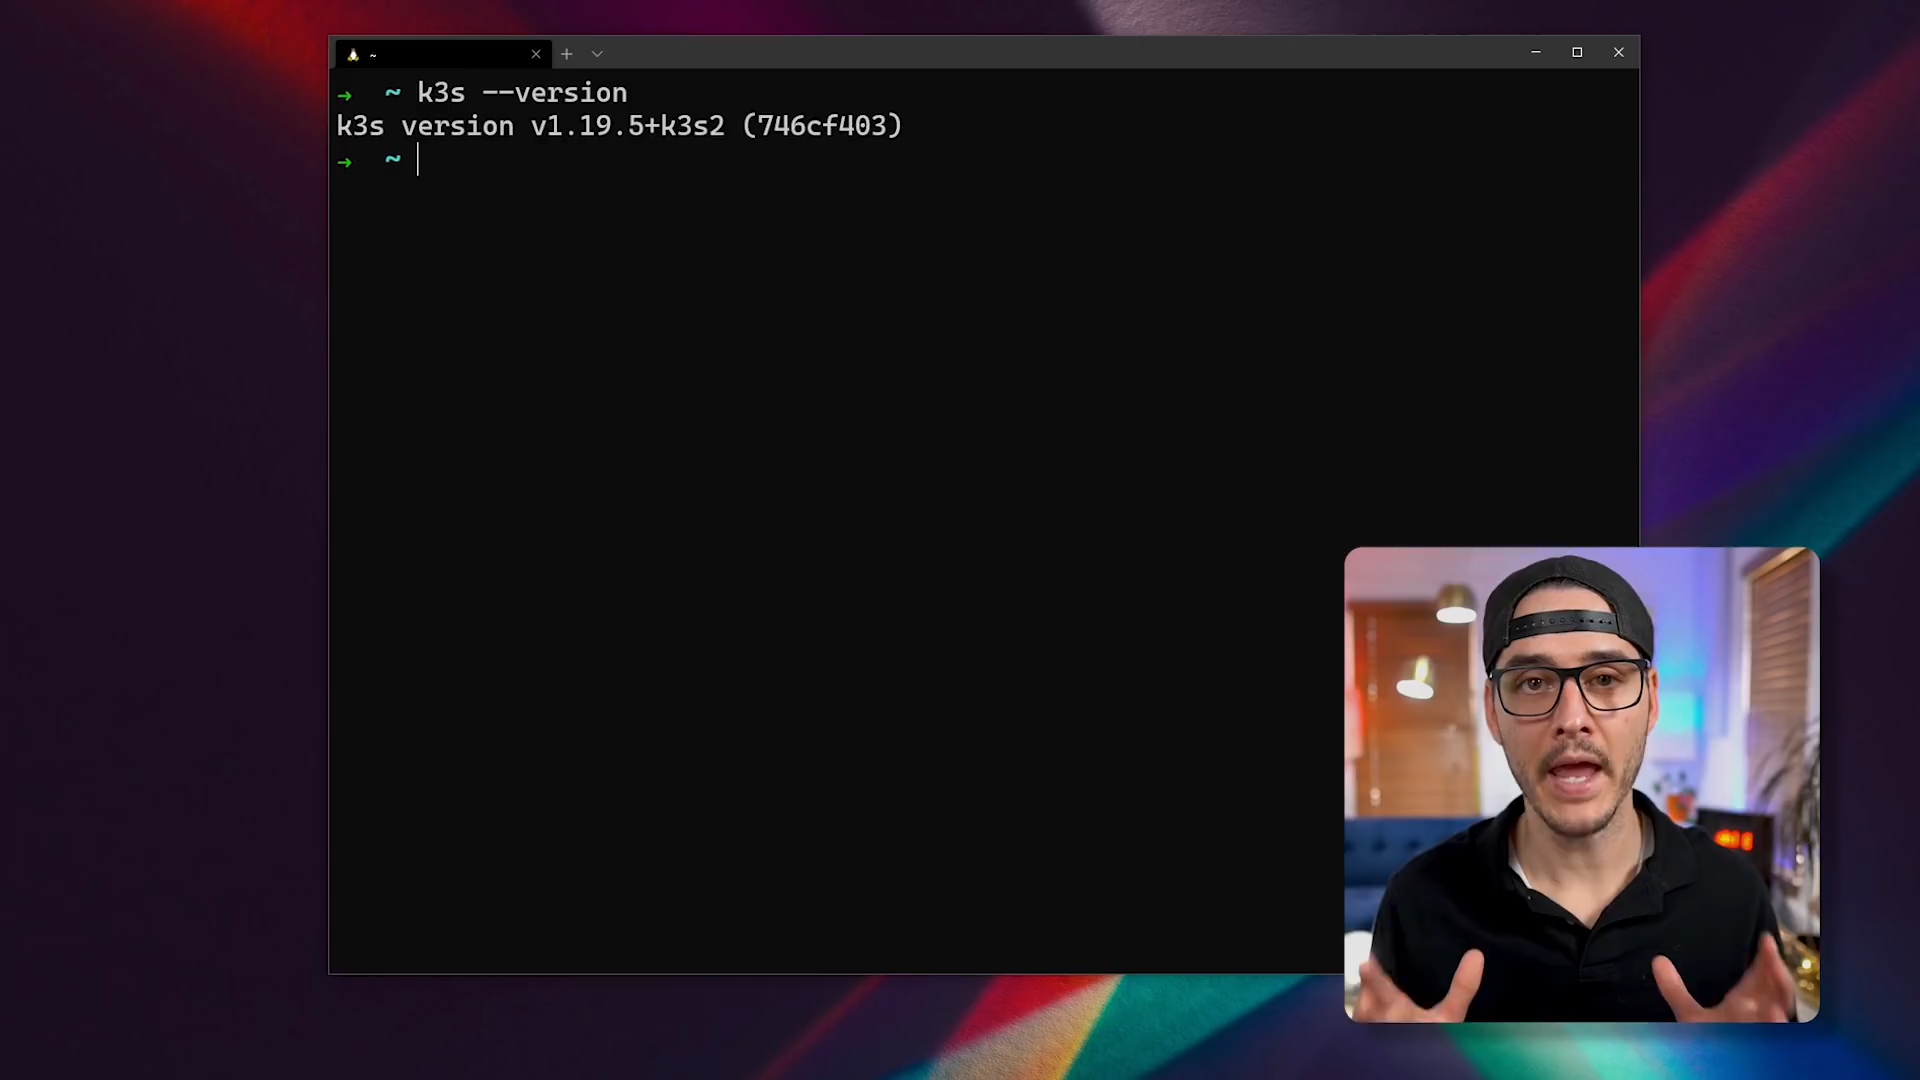 ~
→ ~ k3s --version
k3s version v1.19.5+k3s2 (746cf403)
→ ~